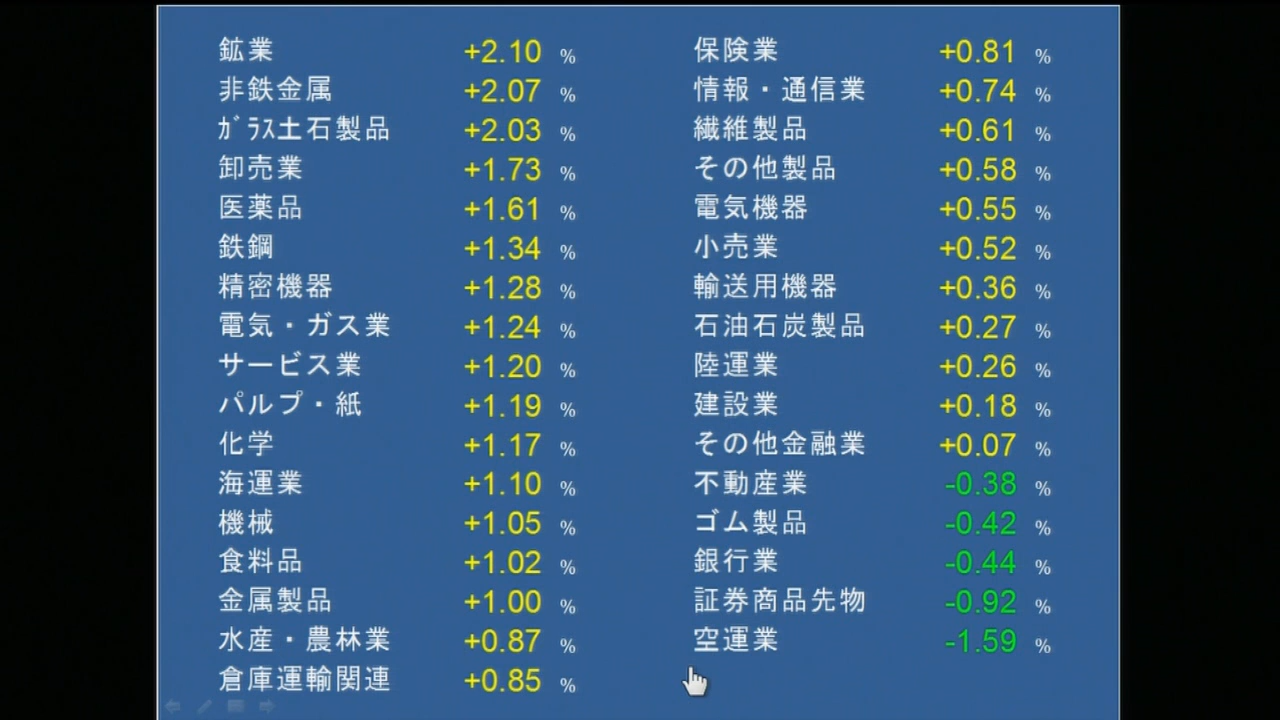 鉱業 +2.10 %
非鉄金属 +2.07 %
ｶﾞﾗｽ土石製品 +2.03 %
卸売業 +1.73 %
医薬品 +1.61 %
鉄鋼 +1.34 %
精密機器 +1.28 %
電気・ガス業 +1.24 %
サービス業 +1.20 %
パルプ・紙 +1.19 %
化学 +1.17 %
海運業 +1.10 %
機械 +1.05 %
食料品 +1.02 %
金属製品 +1.00 %
水産・農林業 +0.87 %
倉庫運輸関連 +0.85 %
保険業 +0.81 %
情報・通信業 +0.74 %
繊維製品 +0.61 %
その他製品 +0.58 %
電気機器 +0.55 %
小売業 +0.52 %
輸送用機器 +0.36 %
石油石炭製品 +0.27 %
陸運業 +0.26 %
建設業 +0.18 %
その他金融業 +0.07 %
不動産業 -0.38 %
ゴム製品 -0.42 %
銀行業 -0.44 %
証券商品先物 -0.92 %
空運業 -1.59 %